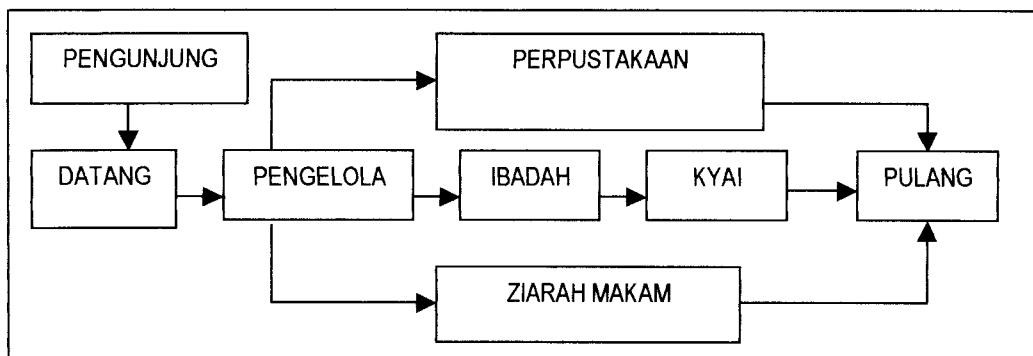 PENGUNJUNG
PERPUSTAKAAN
DATANG
PENGELOLA
IBADAH
KYAI
PULANG
ZIARAH MAKAM